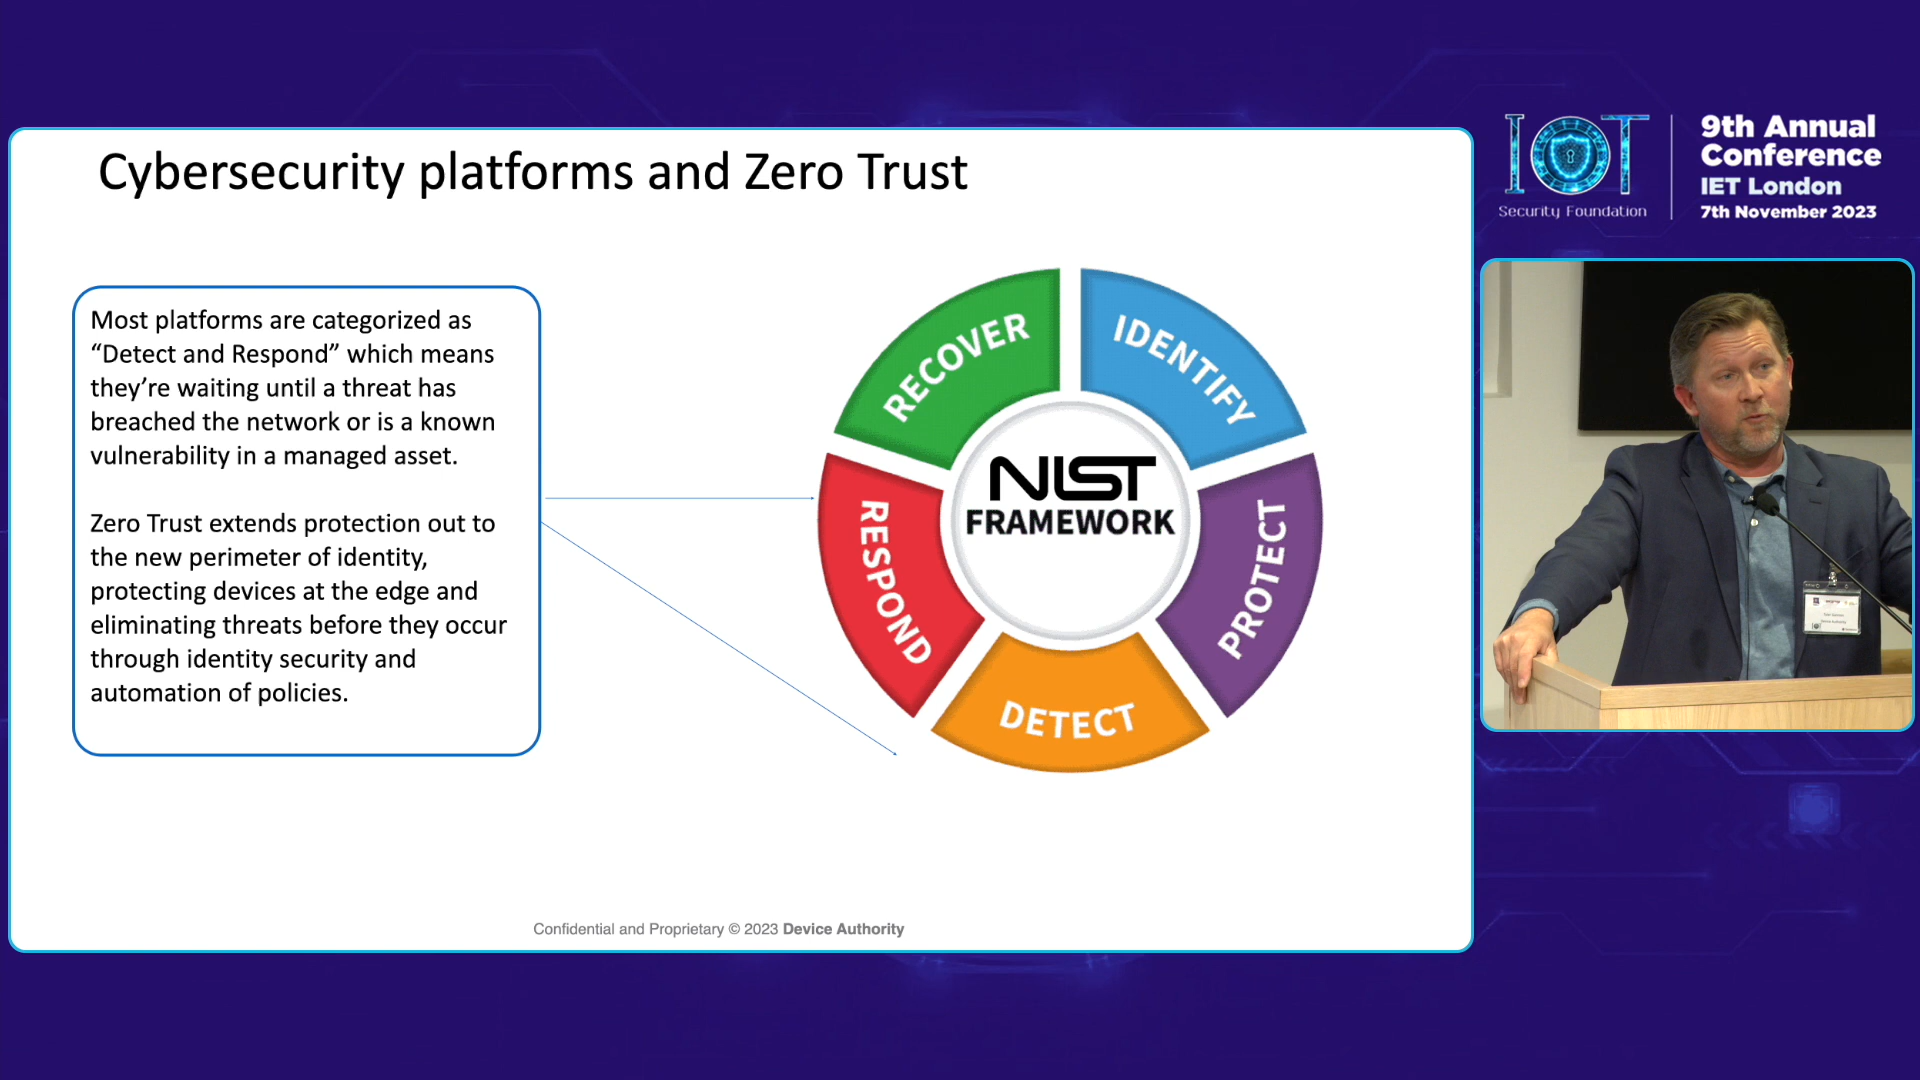 Cybersecurity platforms and Zero Trust
Most platforms are categorized as
“Detect and Respond” which means
they’re waiting until a threat has
breached the network or is a known
vulnerability in a managed asset.
Zero Trust extends protection out to
the new perimeter of identity,
protecting devices at the edge and
eliminating threats before they occur
through identity security and
automation of policies.
RECOVER
IDENTIFY
PROTECT
DETECT
RESPOND
NIST
FRAMEWORK
Confidential and Proprietary © 2023 Device Authority
IOT
Security Foundation
9th Annual
Conference
IET London
7th November 2023